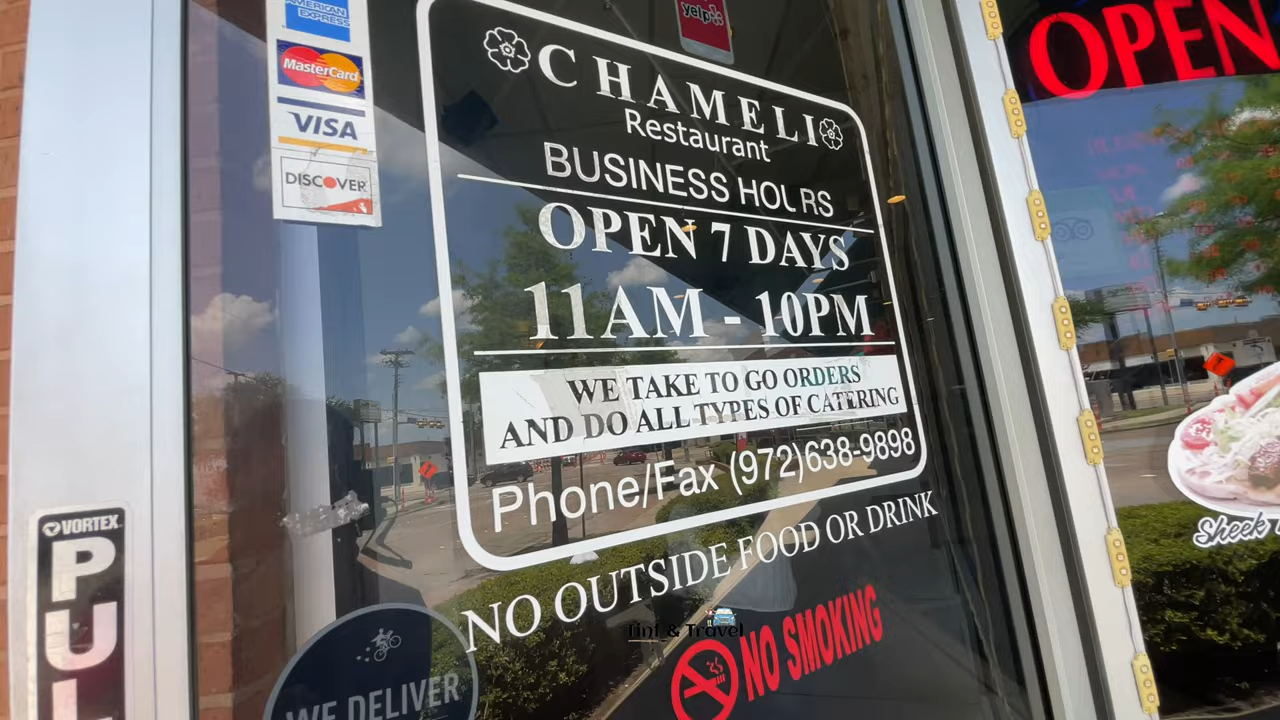 AMERICAN
EXPRESS
MasterCard
VISA
DISCOVER
yelp
CHAMELI
Restaurant
BUSINESS HOURS
OPEN 7 DAYS
11AM - 10PM
WE TAKE TO GO ORDERS
AND DO ALL TYPES OF CATERING
Phone/Fax (972)638-9898
NO OUTSIDE FOOD OR DRINK
NO SMOKING
Tint & Travel
WE DELIVER
VORTEX
PUL
OPEN
Sheek